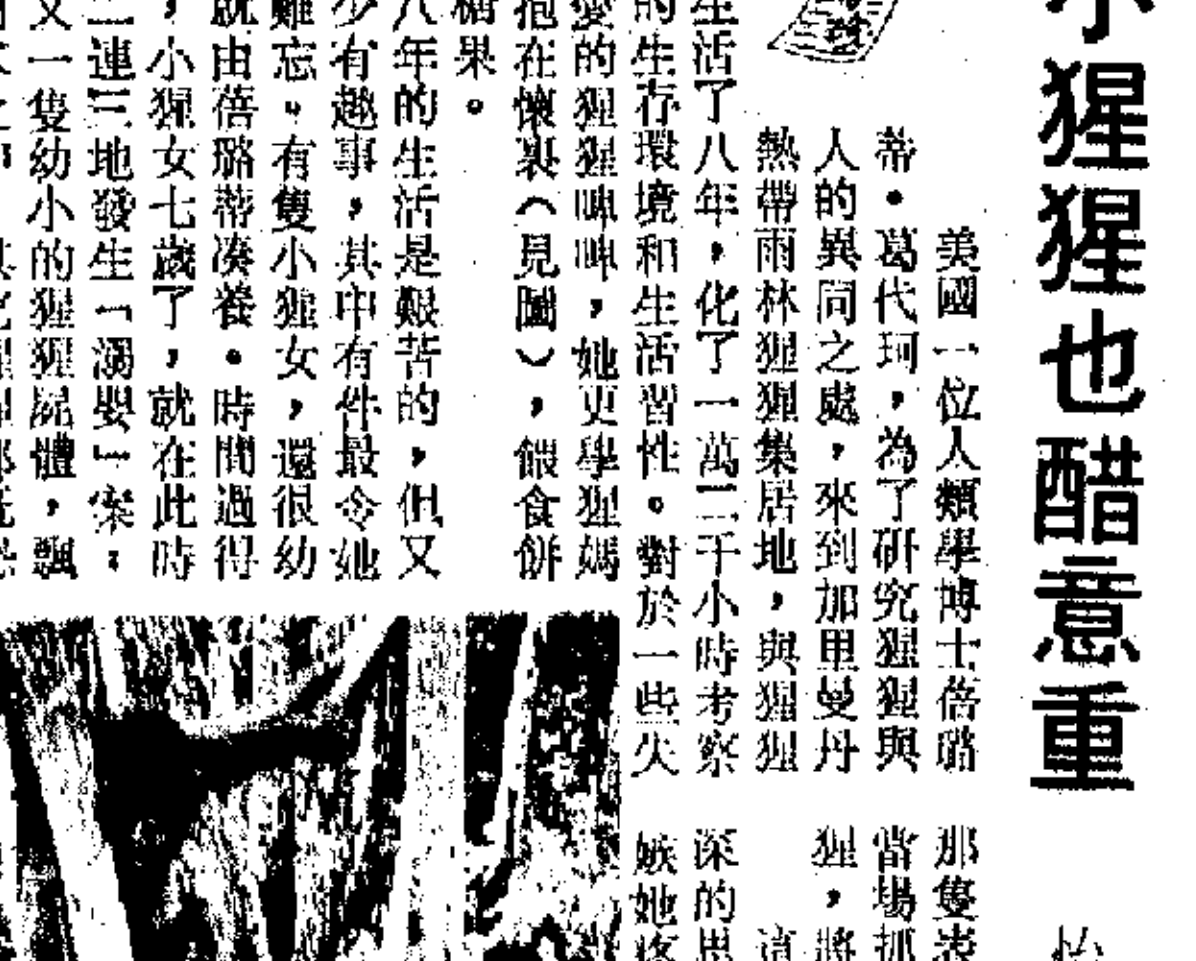 小猩猩也醋意重
美國一位人類學博士蓓璐
蒂・葛代珂，為了研究猩猩與
人的異同之處，來到加里曼丹
熱帶雨林猩猩集居地，與猩猩
生活了八年，化了一萬二千小時考察
的生存環境和生活習性。對於一些失
愛的猩猩呻呻，她更學猩媽
抱在懷裏（見圖），餵食餅
糖果。
八年的生活是艱苦的，但又
少有趣事，其中有件最令她
難忘。有隻小猩女，還很幼
就由蓓璐蒂湊養。時間過得
，小猩女七歲了，就在此時
二連三地發生「溺嬰」案：
又一隻幼小的猩猩屍體，飄
那隻
當場抓
猩，將
這
深的思
嫉她